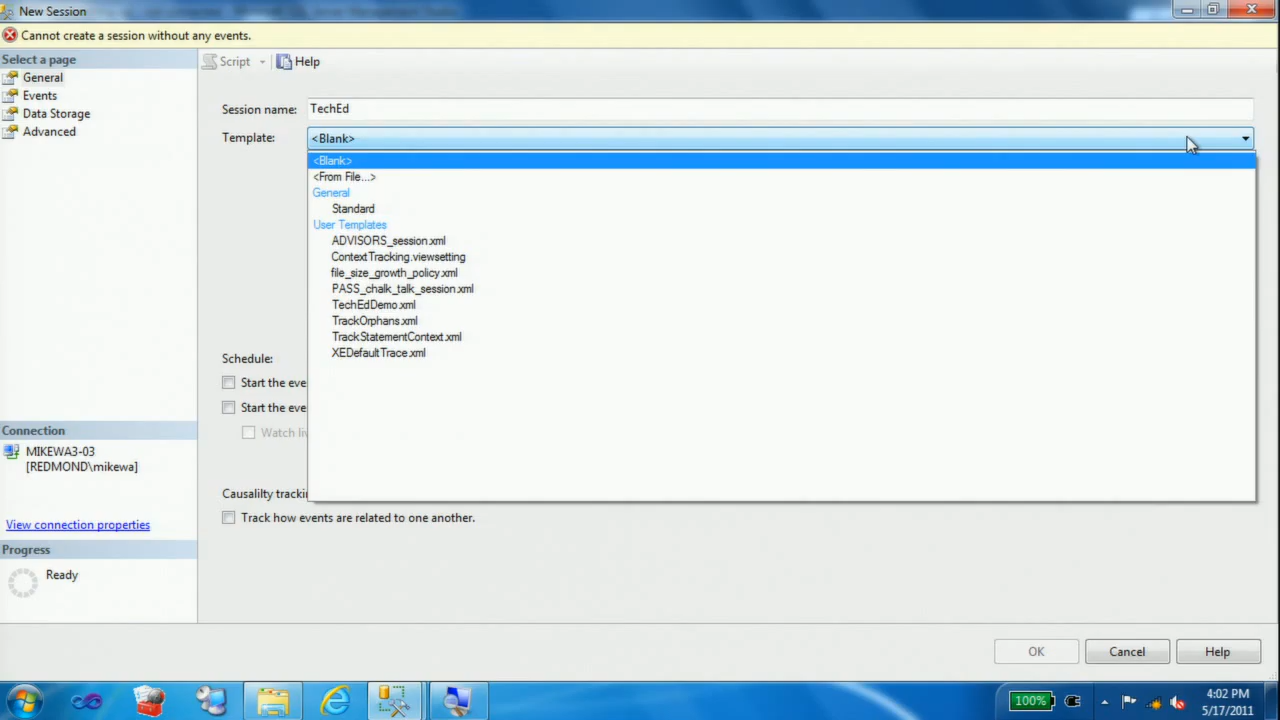 New Session
Cannot create a session without any events.
Select a page
General
Events
Data Storage
Advanced
Script
Help
Session name:
TechEd
Template:
<Blank>
<Blank>
<From File...>
General
Standard
User Templates
ADVISORS_session.xml
ContextTracking.viewsetting
file_size_growth_policy.xml
PASS_chalk_talk_session.xml
TechEdDemo.xml
TrackOrphans.xml
TrackStatementContext.xml
XEDefaultTrace.xml
Schedule:
Start the eve
Start the eve
Watch liv
Causalilty trackin
Track how events are related to one another.
Connection
MIKEWA3-03
[REDMOND\mikewa]
View connection properties
Progress
Ready
OK
Cancel
Help
100%
4:02 PM
5/17/2011